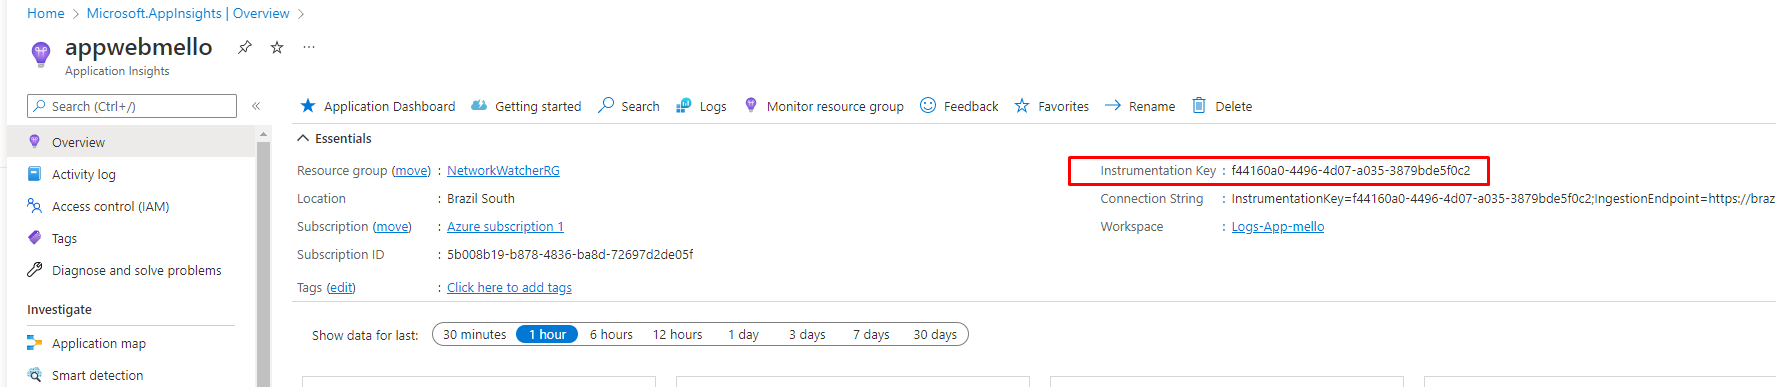 Home > Microsoft.AppInsights | Overview >
appwebmello
Application Insights
Search (Ctrl+/)
Overview
Activity log
Access control (IAM)
Tags
Diagnose and solve problems
Investigate
Application map
Smart detection
Application Dashboard Getting started Search Logs Monitor resource group Feedback Favorites Rename Delete
Essentials
Resource group (move) : NetworkWatcherRG
Location : Brazil South
Subscription (move) : Azure subscription 1
Subscription ID : 5b008b19-b878-4836-ba8d-72697d2de05f
Tags (edit) : Click here to add tags
Instrumentation Key : f44160a0-4496-4d07-a035-3879bde5f0c2
Connection String : InstrumentationKey=f44160a0-4496-4d07-a035-3879bde5f0c2;IngestionEndpoint=https://braz
Workspace : Logs-App-mello
Show data for last: 30 minutes 1 hour 6 hours 12 hours 1 day 3 days 7 days 30 days